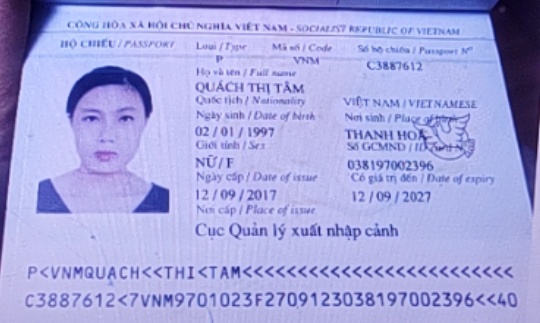 CỘNG HÒA XÃ HỘI CHỦ NGHĨA VIỆT NAM - SOCIALIST REPUBLIC OF VIETNAM
HỘ CHIẾU / PASSPORT Loại / Type Mã số / Code Số hộ chiếu / Passport Nº
P VNM C3887612
Họ và tên / Full name
QUÁCH THỊ TÂM
Quốc tịch / Nationality VIỆT NAM / VIETNAMESE
Ngày sinh / Date of birth Nơi sinh / Place of birth
02 / 01 / 1997 THANH HOÁ
Giới tính / Sex Số GCMND / ID
NỮ / F 038197002396
Ngày cấp / Date of issue Có giá trị đến / Date of expiry
12 / 09 / 2017 12 / 09 / 2027
Nơi cấp / Place of issue
Cục Quản lý xuất nhập cảnh
P<VNMQUACH<<THI<TAM<<<<<<<<<<<<<<<<<<<<<<<<<
C3887612<7VNM9701023F2709123038197002396<<40